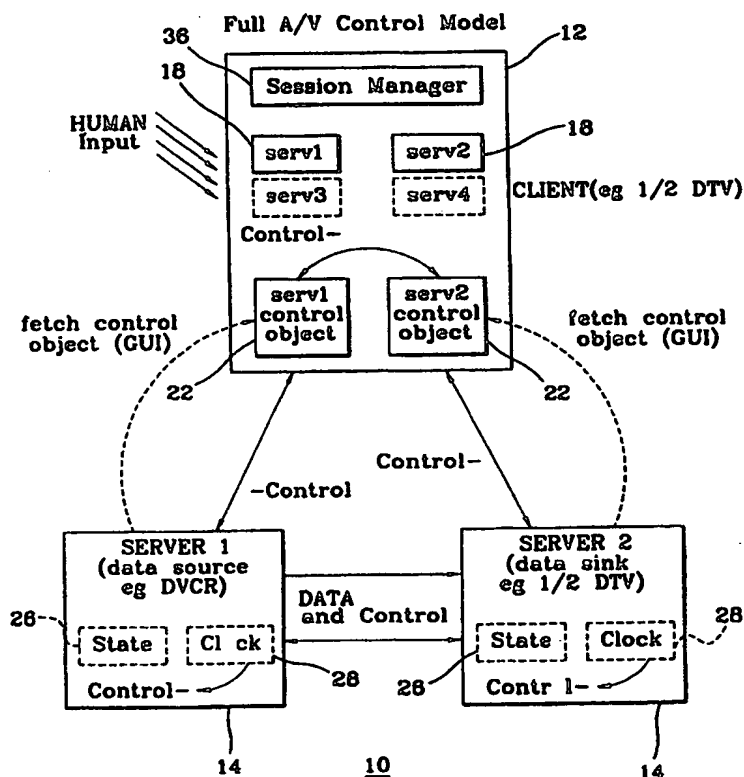 Full A/V Control Model
36
12
Session Manager
18
18
HUMAN
Input
serv1
serv2
serv3
serv4
CLIENT(eg 1/2 DTV)
Control-
serv1
control
object
serv2
control
object
fetch control
object (GUI)
fetch control
object (GUI)
22
22
Control-
-Control
SERVER 1
(data source
eg DVCR)
SERVER 2
(data sink
eg 1/2 DTV)
DATA
and Control
26
State
Cl ck
28
Control-
State
Clock
28
26
Contr l-
14
10
14